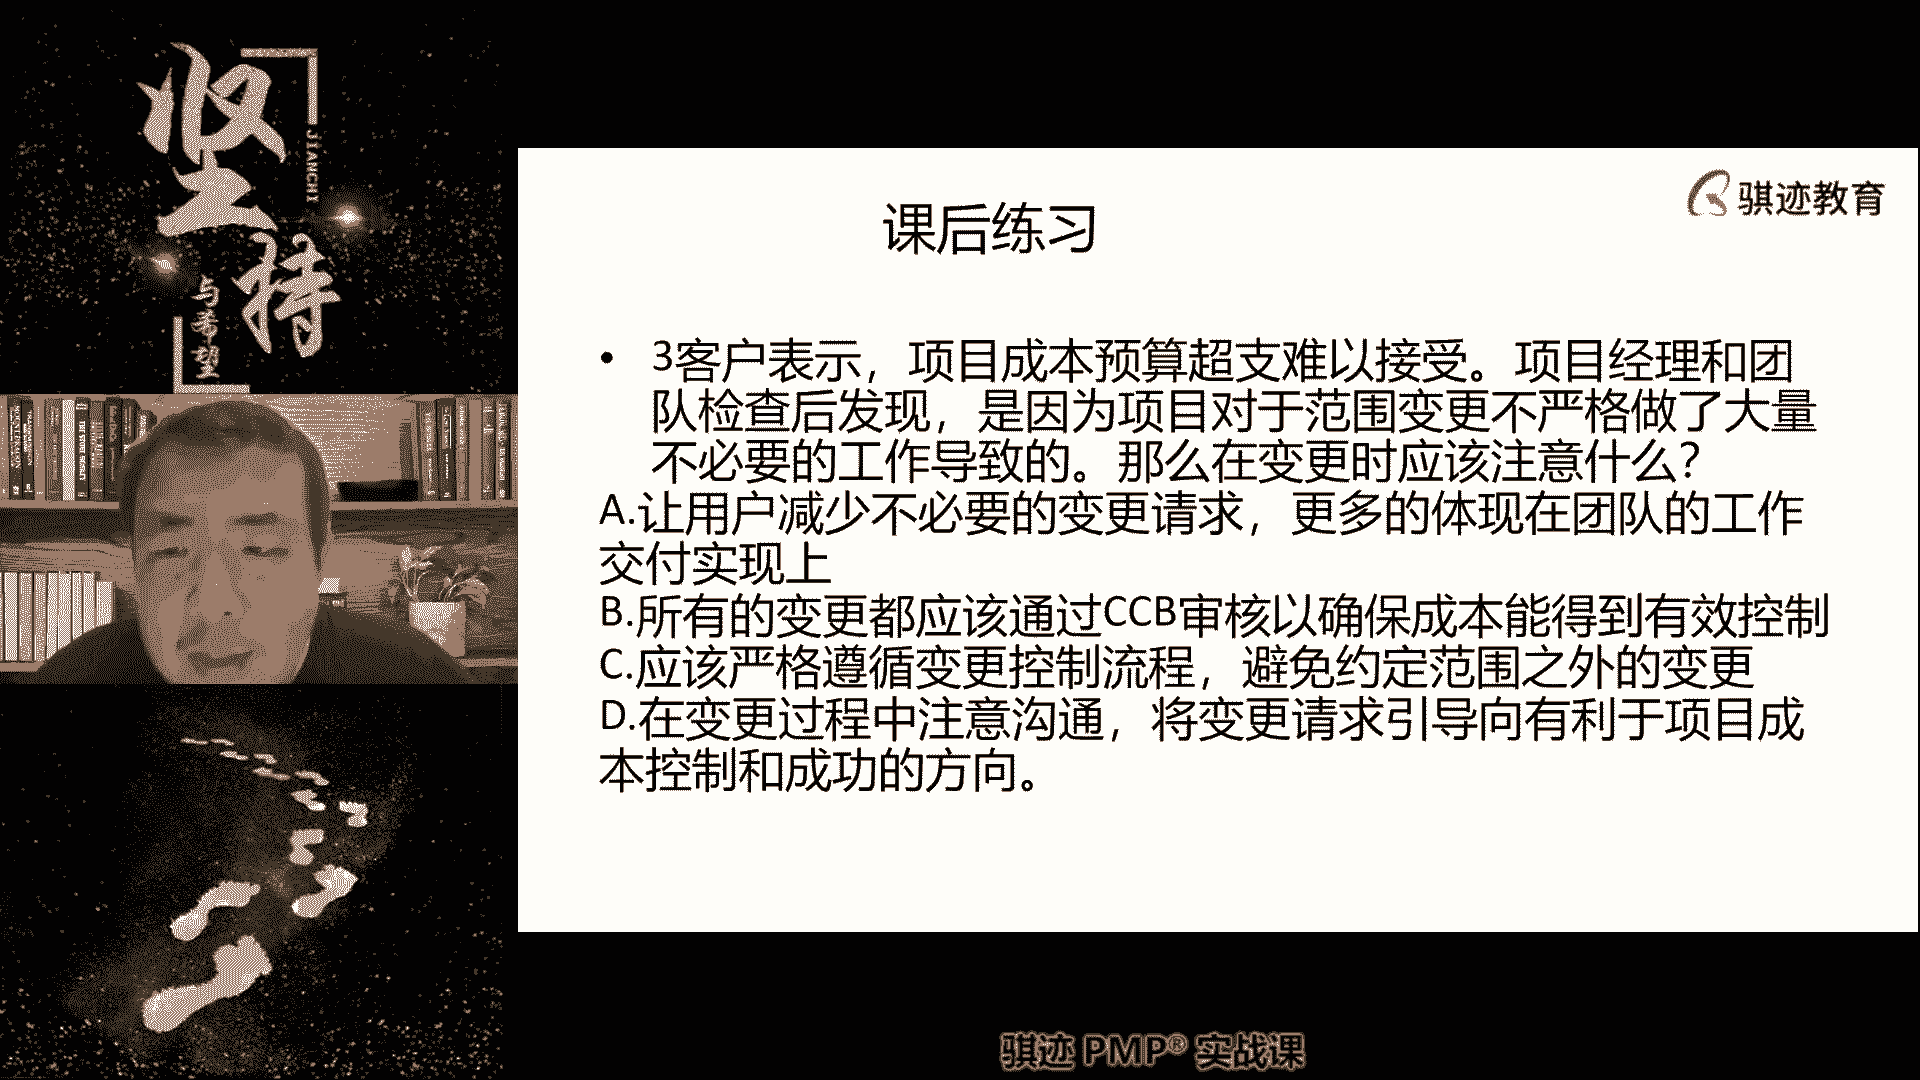 坚持
JIANCHI
与希望
骐迹教育
课后练习
• 3客户表示，项目成本预算超支难以接受。项目经理和团
队检查后发现，是因为项目对于范围变更不严格做了大量
不必要的工作导致的。那么在变更时应该注意什么？
A.让用户减少不必要的变更请求，更多的体现在团队的工作
交付实现上
B.所有的变更都应该通过CCB审核以确保成本能得到有效控制
C.应该严格遵循变更控制流程，避免约定范围之外的变更
D.在变更过程中注意沟通，将变更请求引导向有利于项目成
本控制和成功的方向。
骐迹 PMP® 实战课